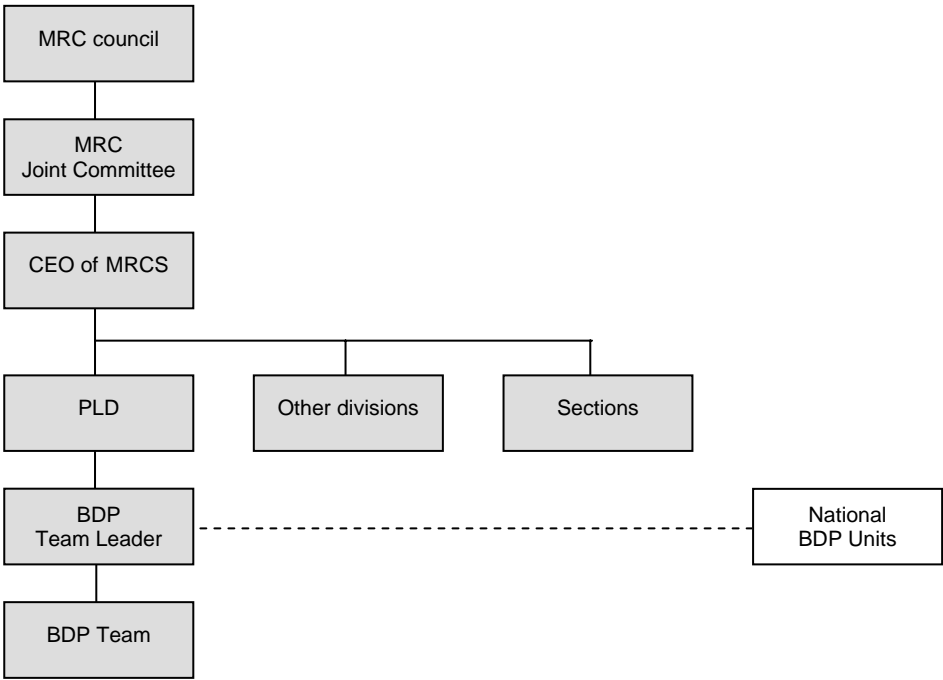 MRC council
MRC
Joint Committee
CEO of MRCS
PLD
Other divisions
Sections
BDP
Team Leader
National
BDP Units
BDP Team